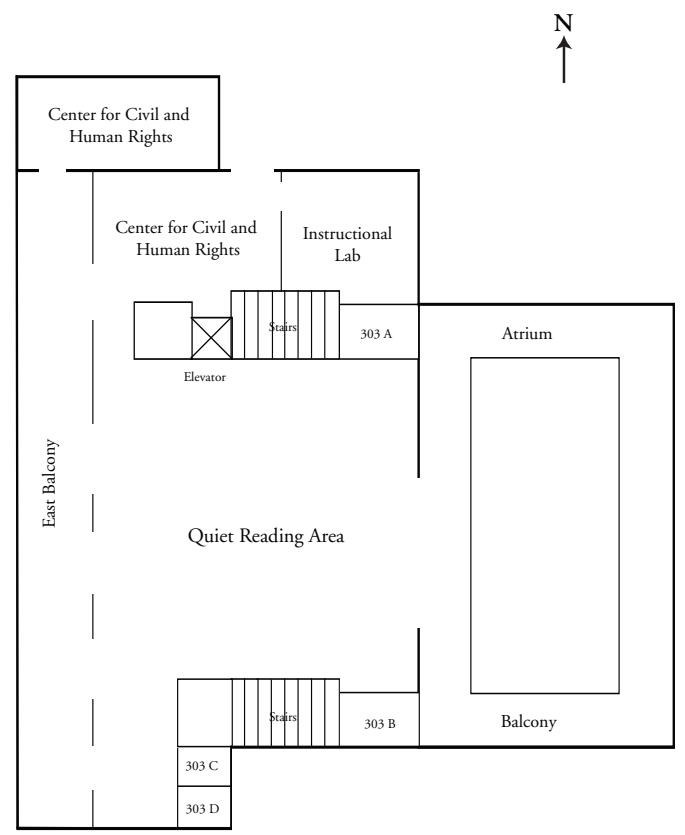 N
Center for Civil and
Human Rights
Center for Civil and
Human Rights
Instructional
Lab
Stairs
303 A
Atrium
Elevator
East Balcony
Quiet Reading Area
Stairs
303 B
Balcony
303 C
303 D